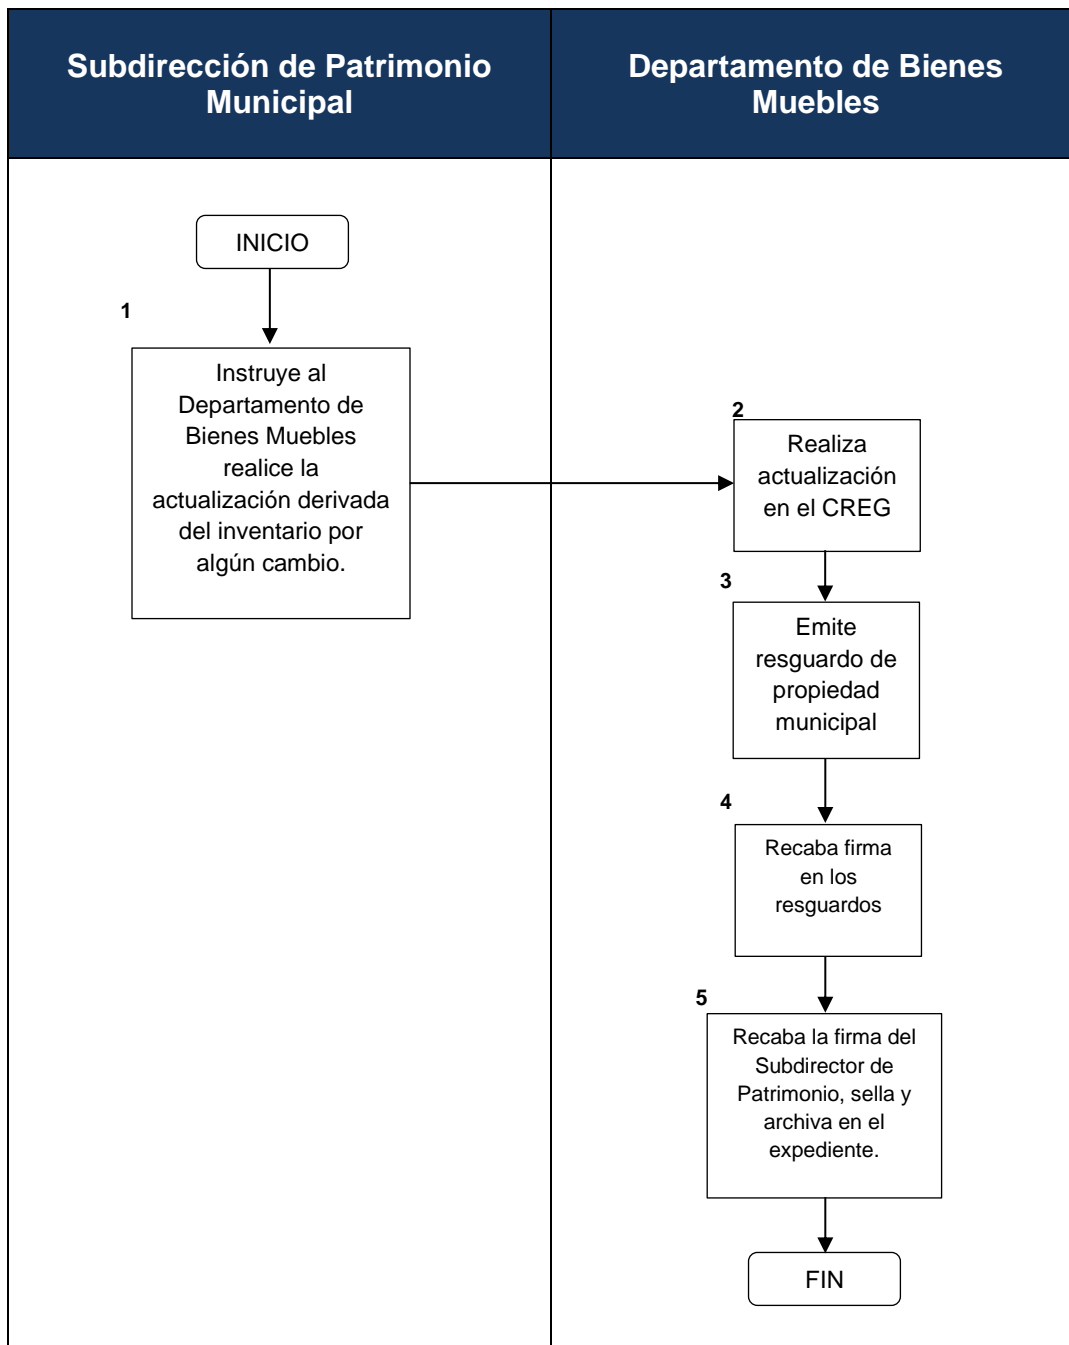 Subdirección de Patrimonio
Municipal
Departamento de Bienes
Muebles
INICIO
1
Instruye al
Departamento de
Bienes Muebles
realice la
actualización derivada
del inventario por
algún cambio.
2
Realiza
actualización
en el CREG
3
Emite
resguardo de
propiedad
municipal
4
Recaba firma
en los
resguardos
5
Recaba la firma del
Subdirector de
Patrimonio, sella y
archiva en el
expediente.
FIN